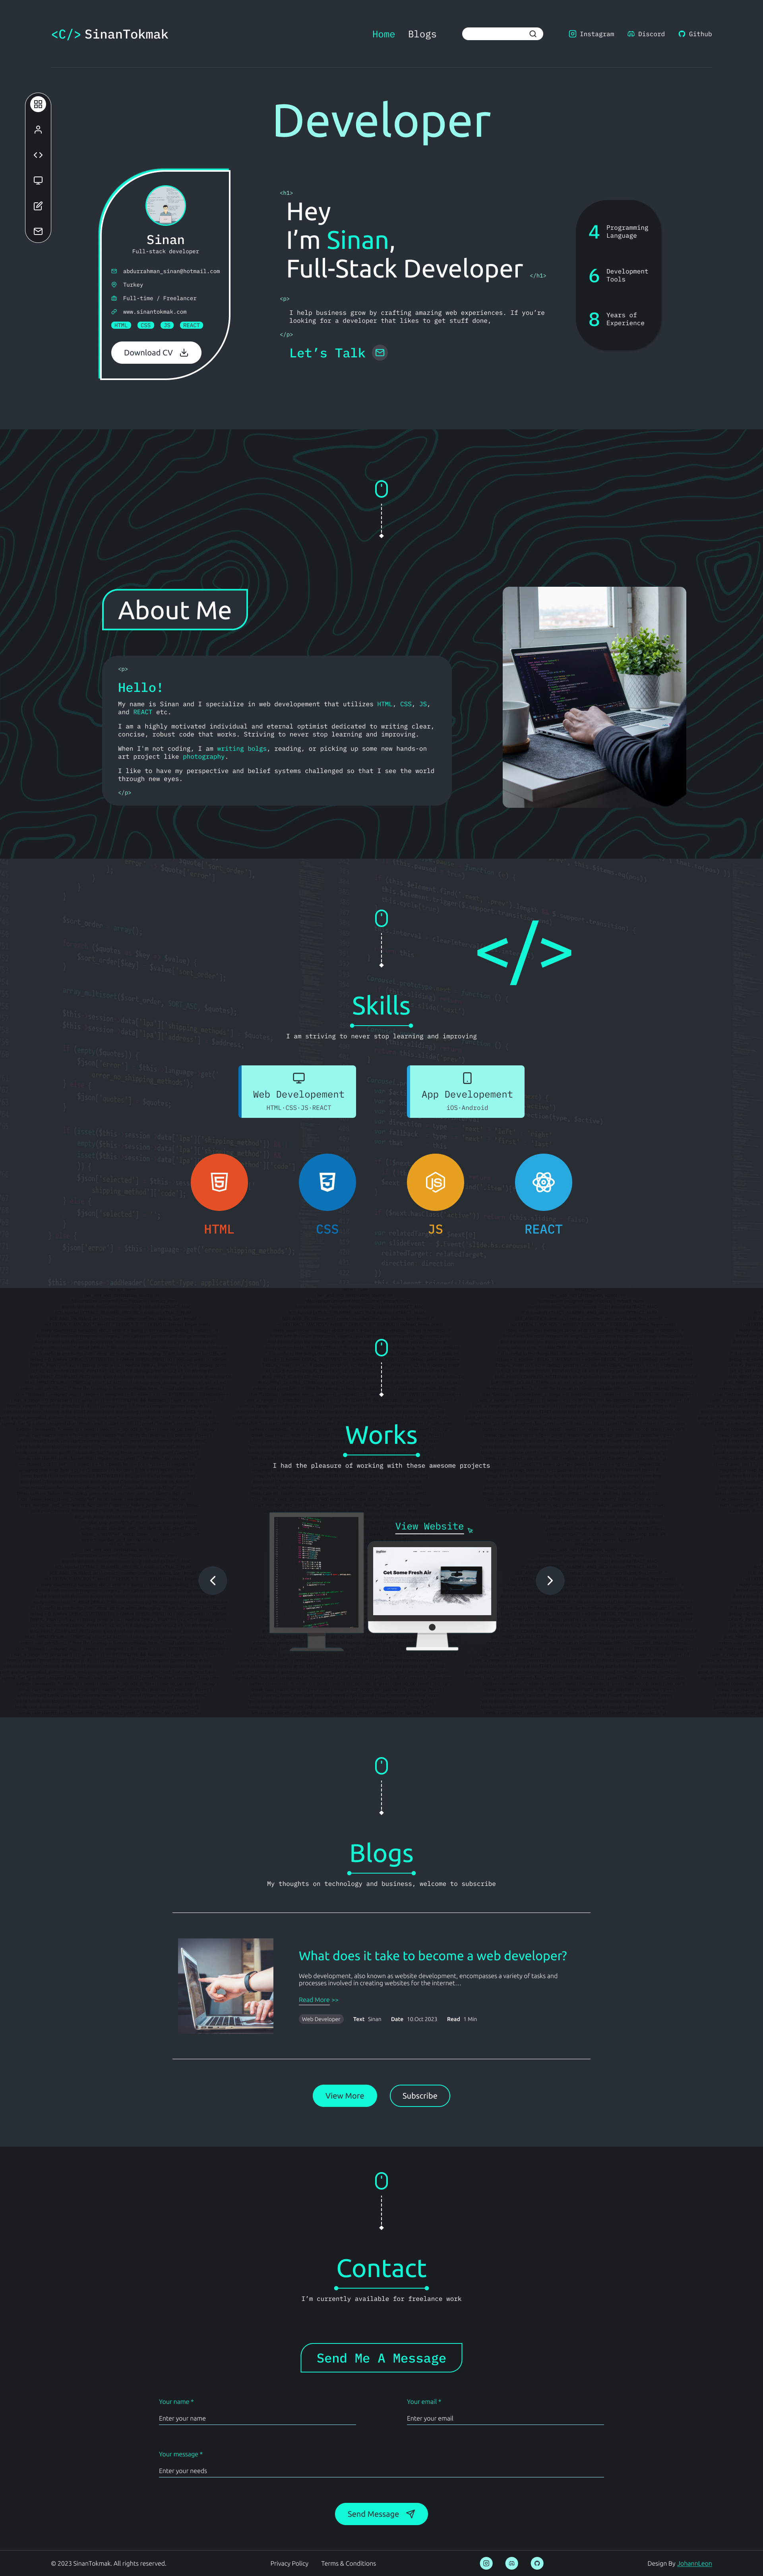 <C/> SinanTokmak
Home
Blogs
Instagram
Discord
Github
Developer
Sinan
Full-stack developer
abdurrahman_sinan@hotmail.com
Turkey
Full-time / Freelancer
www.sinantokmak.com
HTML CSS JS REACT
Download CV
<h1>
Hey
I’m Sinan,
Full-Stack Developer </h1>
<p>
I help business grow by crafting amazing web experiences. If you’re
looking for a developer that likes to get stuff done,
</p>
Let’s Talk
4 Programming
Language
6 Development
Tools
8 Years of
Experience
About Me
<p>
Hello!
My name is Sinan and I specialize in web developement that utilizes HTML, CSS, JS,
and REACT etc.
I am a highly motivated individual and eternal optimist dedicated to writing clear,
concise, robust code that works. Striving to never stop learning and improving.
When I'm not coding, I am writing bolgs, reading, or picking up some new hands-on
art project like photography.
I like to have my perspective and belief systems challenged so that I see the world
through new eyes.
</p>
</>
Skills
I am striving to never stop learning and improving
Web Developement
HTML-CSS-JS-REACT
App Developement
iOS-Android
HTML
CSS
JS
REACT
Works
I had the pleasure of working with these awesome projects
View Website
Get Some Fresh Air
Blogs
My thoughts on technology and business, welcome to subscribe
What does it take to become a web developer?
Web development, also known as website development, encompasses a variety of tasks and
processes involved in creating websites for the internet...
Read More >>
Web Developer Text Sinan Date 10.Oct 2023 Read 1 Min
View More
Subscribe
Contact
I’m currently available for freelance work
Send Me A Message
Your name *
Enter your name
Your email *
Enter your email
Your message *
Enter your needs
Send Message
© 2023 SinanTokmak. All rights reserved.
Privacy Policy
Terms & Conditions
Design By JohannLeon